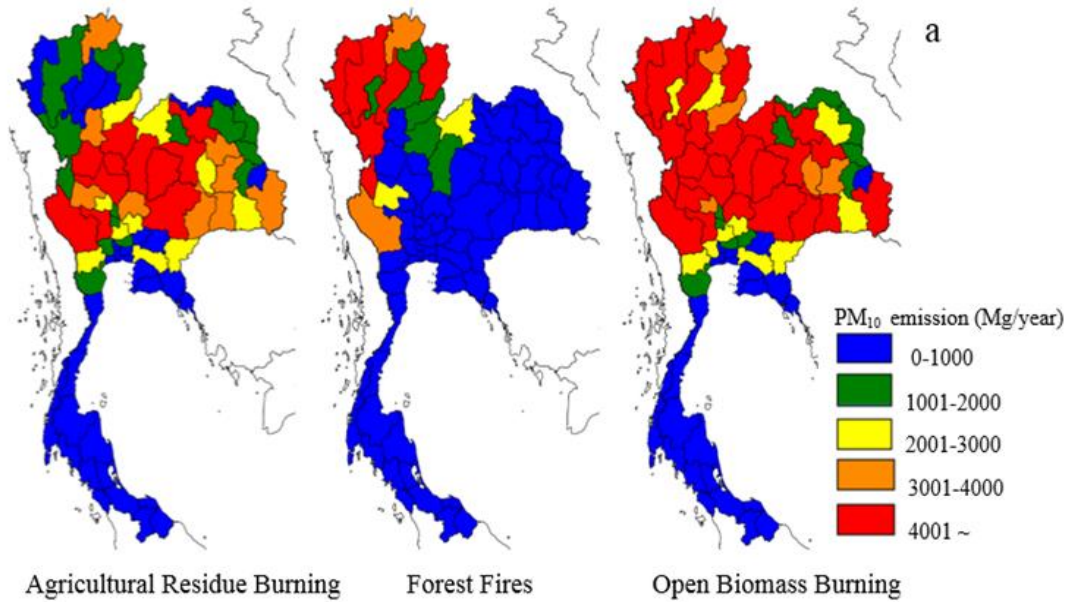 a
PM₁₀ emission (Mg/year)
0-1000
1001-2000
2001-3000
3001-4000
4001 ~
Agricultural Residue Burning
Forest Fires
Open Biomass Burning